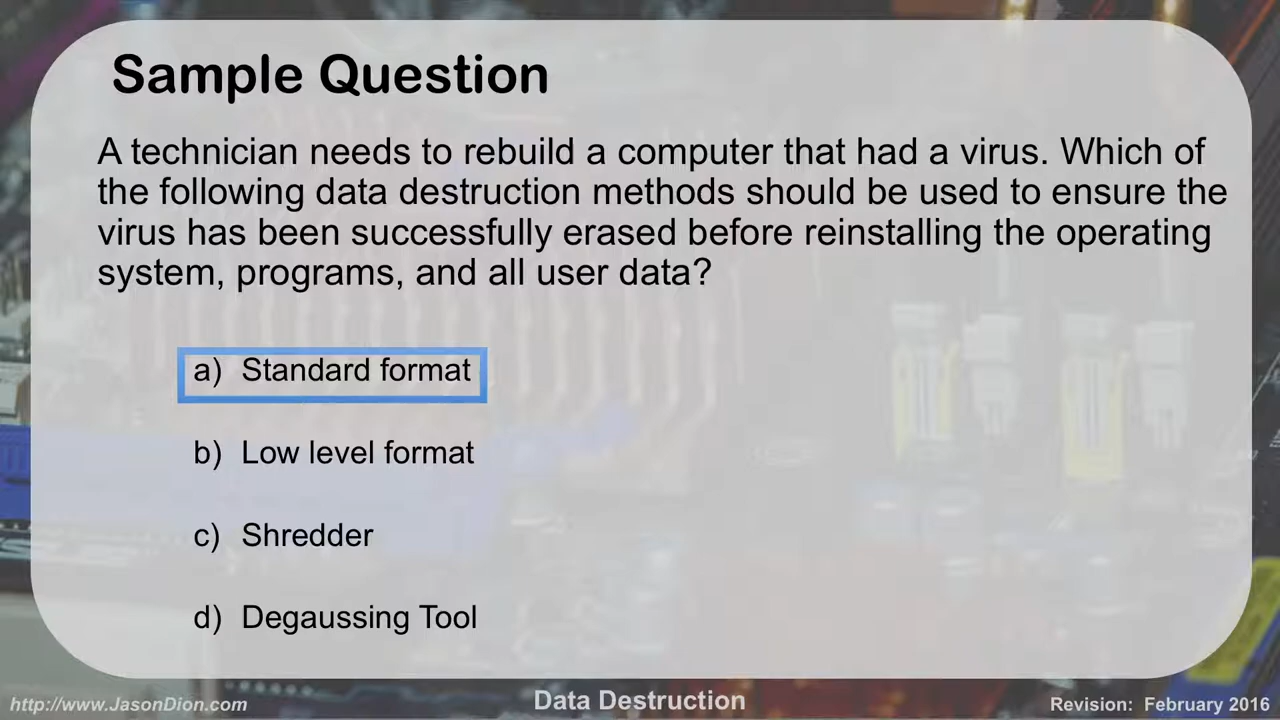 Sample Question
A technician needs to rebuild a computer that had a virus. Which of
the following data destruction methods should be used to ensure the
virus has been successfully erased before reinstalling the operating
system, programs, and all user data?
a) Standard format
b) Low level format
c) Shredder
d) Degaussing Tool
http://www.JasonDion.com
Data Destruction
Revision: February 2016